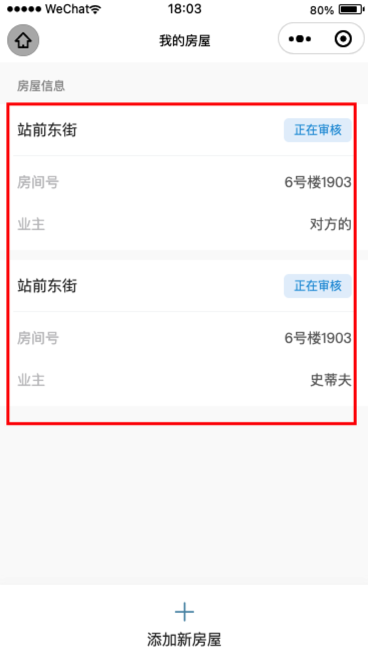 ●●●●● WeChat 18:03 80%
我的房屋
房屋信息
站前东街 正在审核
房间号 6号楼1903
业主 对方的
站前东街 正在审核
房间号 6号楼1903
业主 史蒂夫
添加新房屋